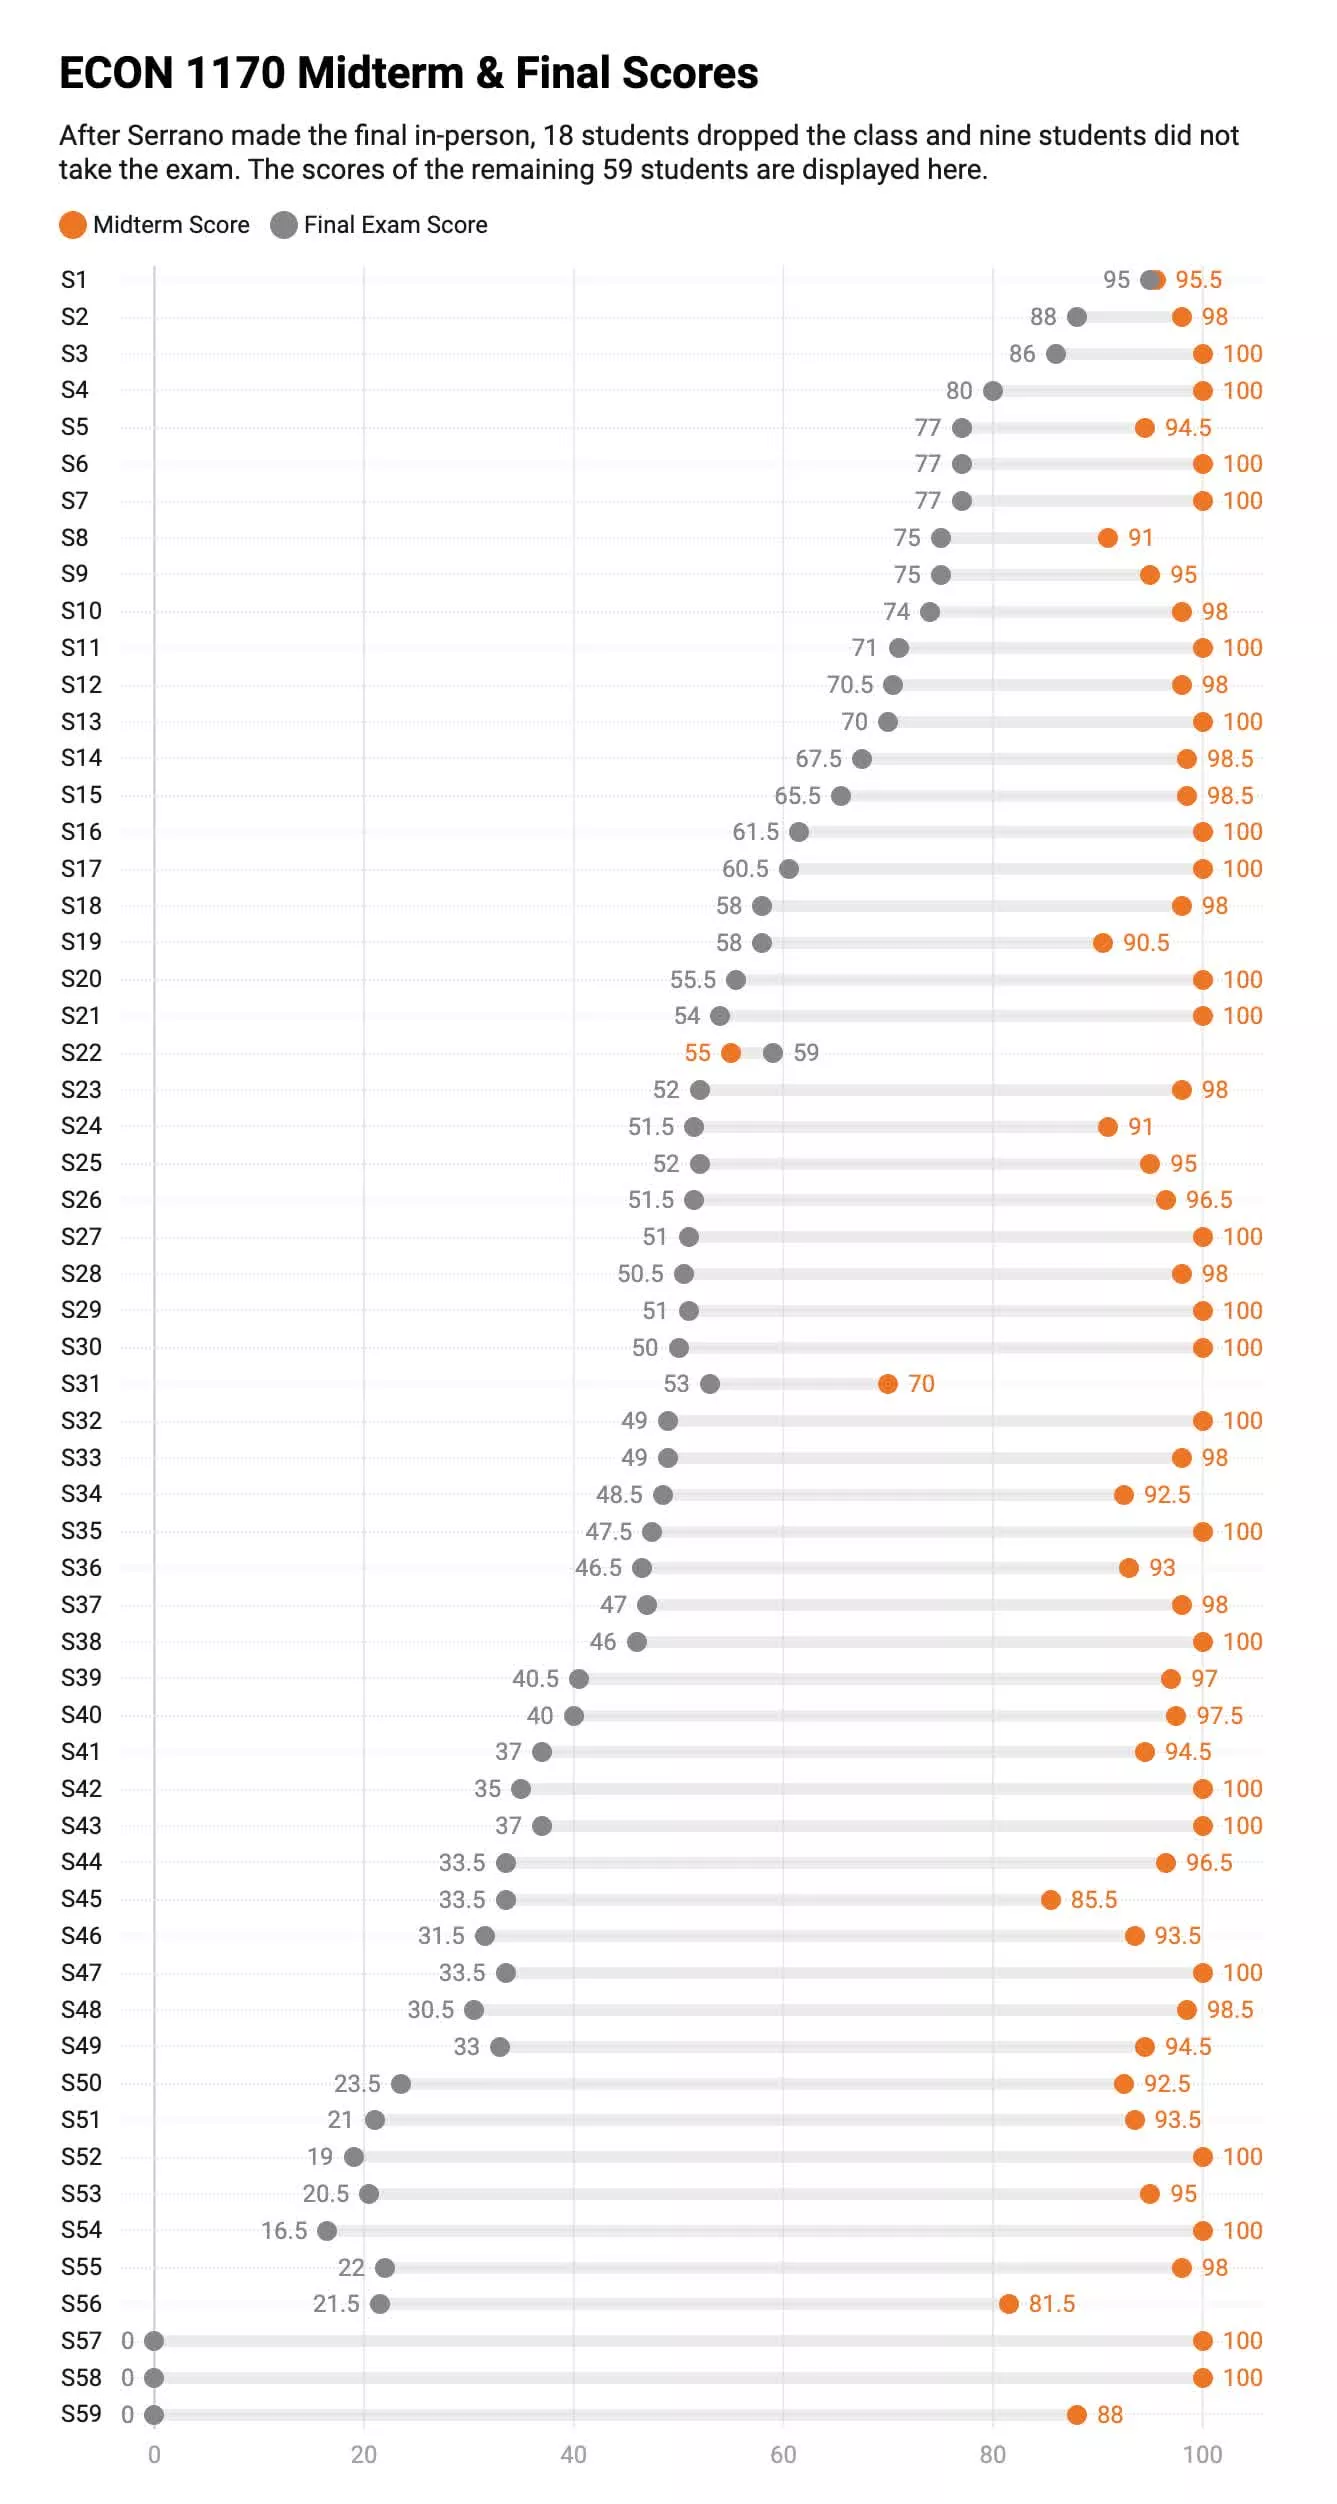 ECON 1170 Midterm & Final Scores
After Serrano made the final in-person, 18 students dropped the class and nine students did not
take the exam. The scores of the remaining 59 students are displayed here.
Midterm Score Final Exam Score
S1 95 95.5
S2 88 98
S3 86 100
S4 80 100
S5 77 94.5
S6 77 100
S7 77 100
S8 75 91
S9 75 95
S10 74 98
S11 71 100
S12 70.5 98
S13 70 100
S14 67.5 98.5
S15 65.5 98.5
S16 61.5 100
S17 60.5 100
S18 58 98
S19 58 90.5
S20 55.5 100
S21 54 100
S22 55 59
S23 52 98
S24 51.5 91
S25 52 95
S26 51.5 96.5
S27 51 100
S28 50.5 98
S29 51 100
S30 50 100
S31 53 70
S32 49 100
S33 49 98
S34 48.5 92.5
S35 47.5 100
S36 46.5 93
S37 47 98
S38 46 100
S39 40.5 97
S40 40 97.5
S41 37 94.5
S42 35 100
S43 37 100
S44 33.5 96.5
S45 33.5 85.5
S46 31.5 93.5
S47 33.5 100
S48 30.5 98.5
S49 33 94.5
S50 23.5 92.5
S51 21 93.5
S52 19 100
S53 20.5 95
S54 16.5 100
S55 22 98
S56 21.5 81.5
S57 0 100
S58 0 100
S59 0 88
0 20 40 60 80 100